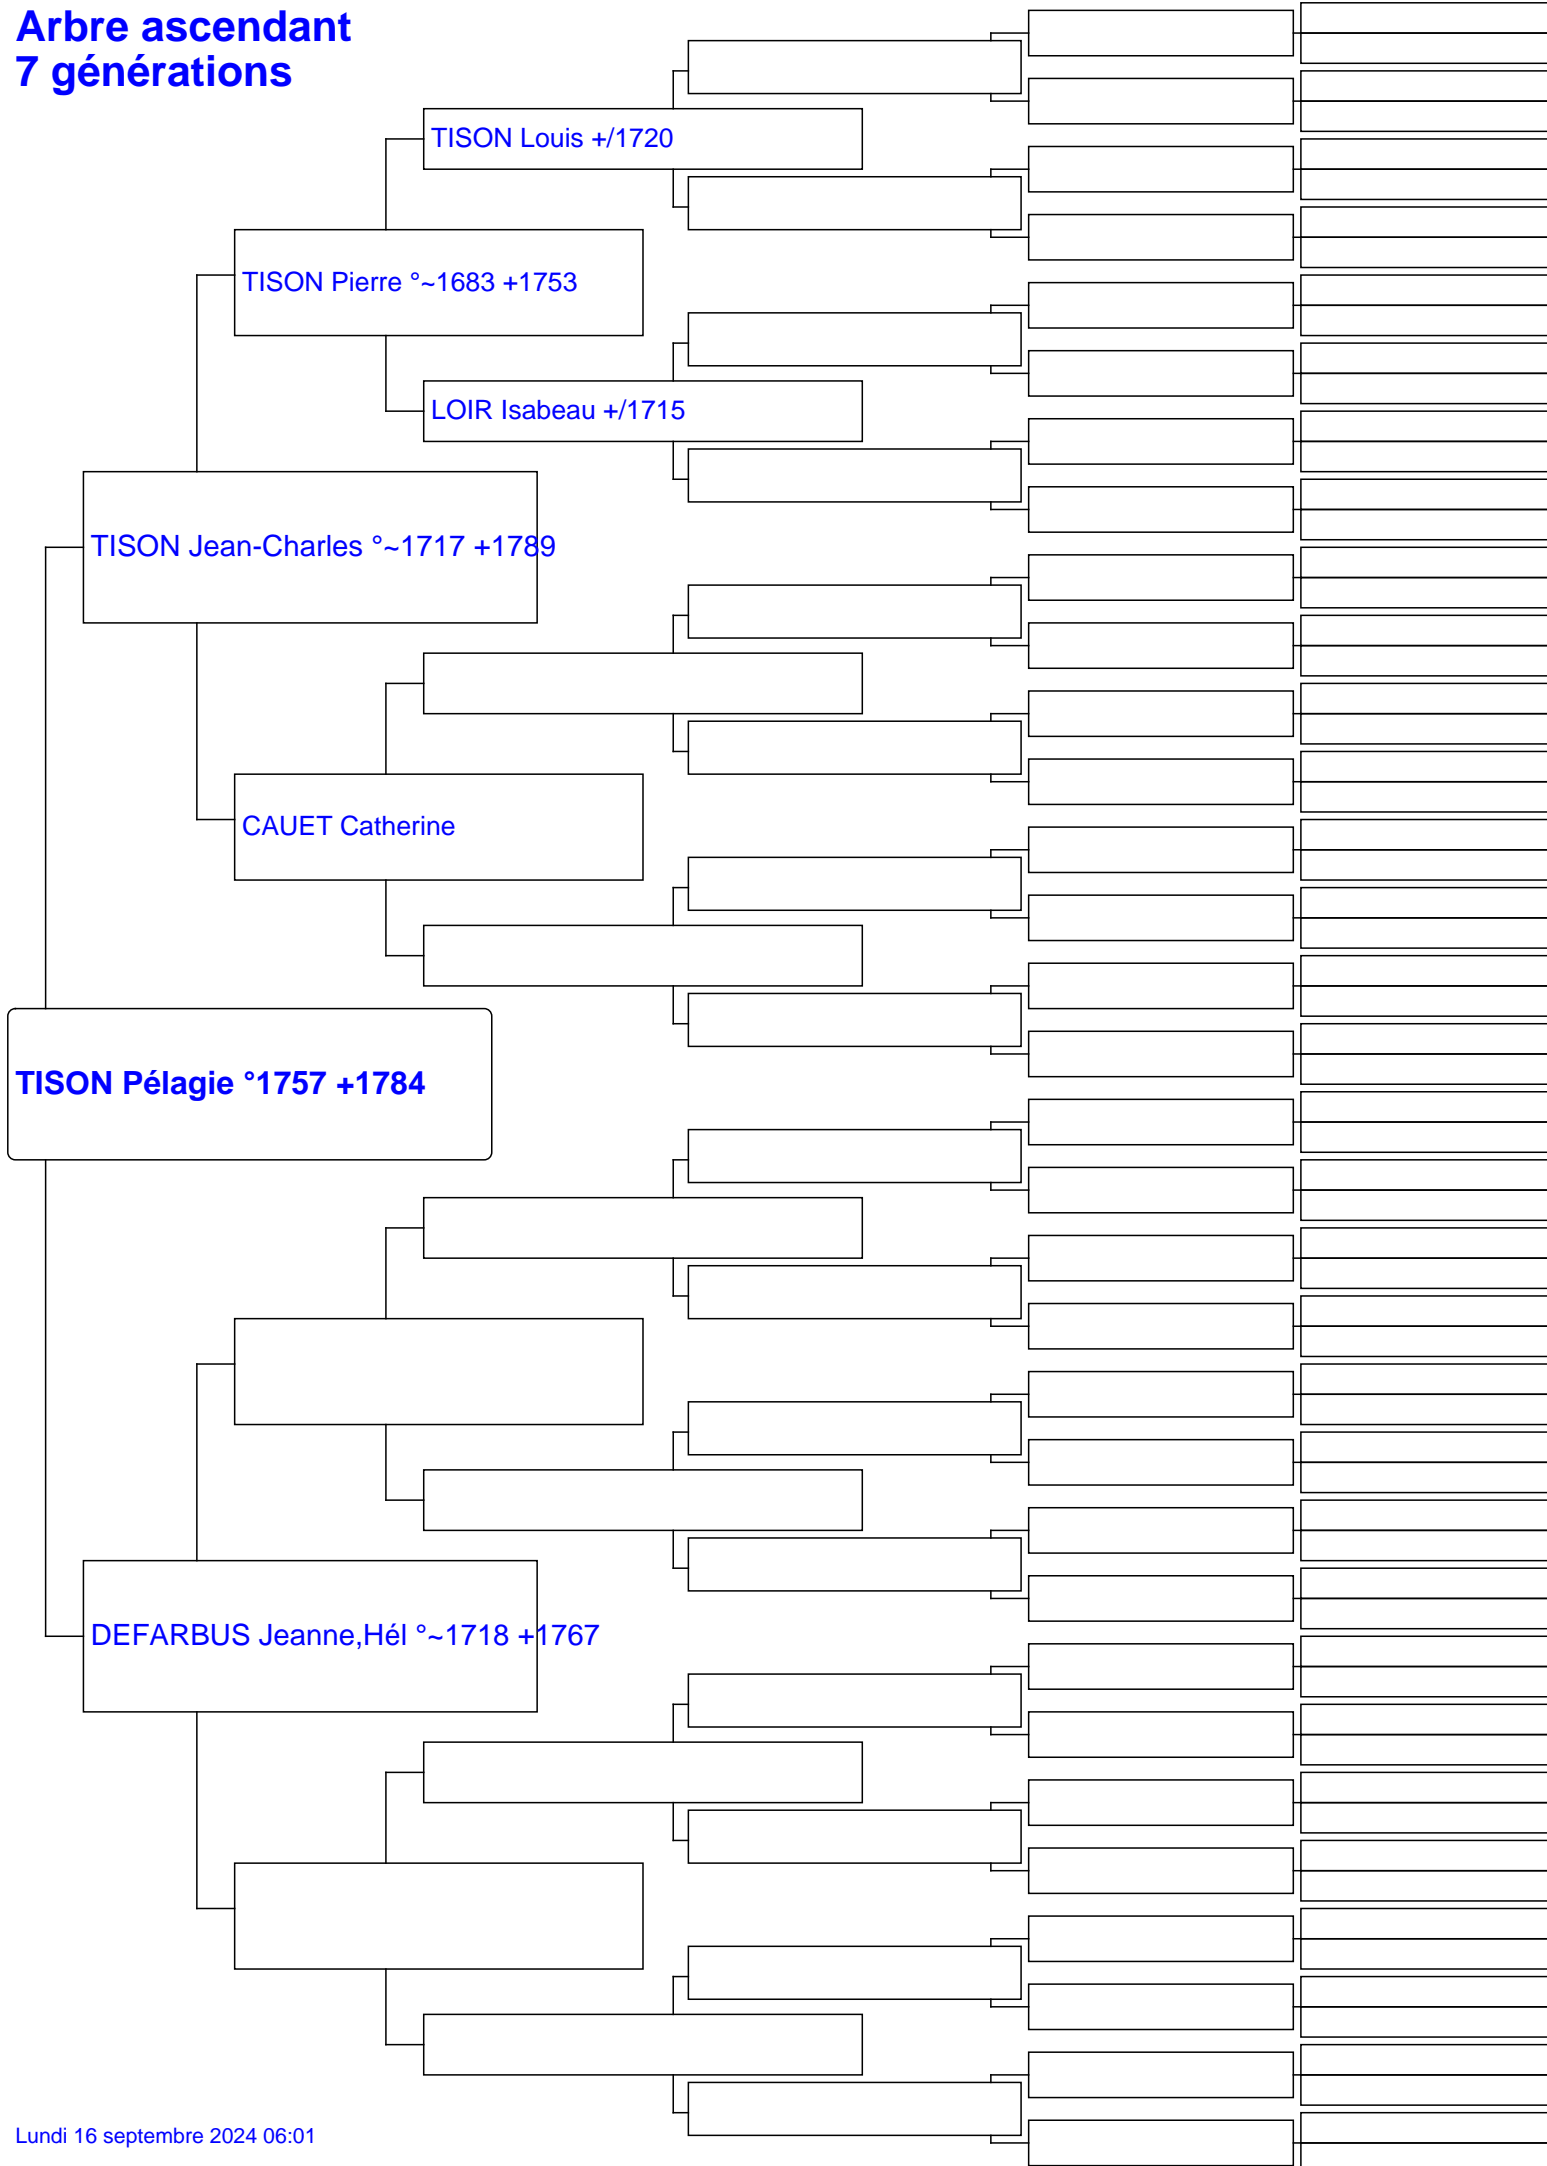 Arbre ascendant
7 générations
TISON Louis +/1720
TISON Pierre °~1683 +1753
LOIR Isabeau +/1715
TISON Jean-Charles °~1717 +1789
CAUET Catherine
TISON Pélagie °1757 +1784
DEFARBUS Jeanne,Hél °~1718 +1767
Lundi 16 septembre 2024 06:01